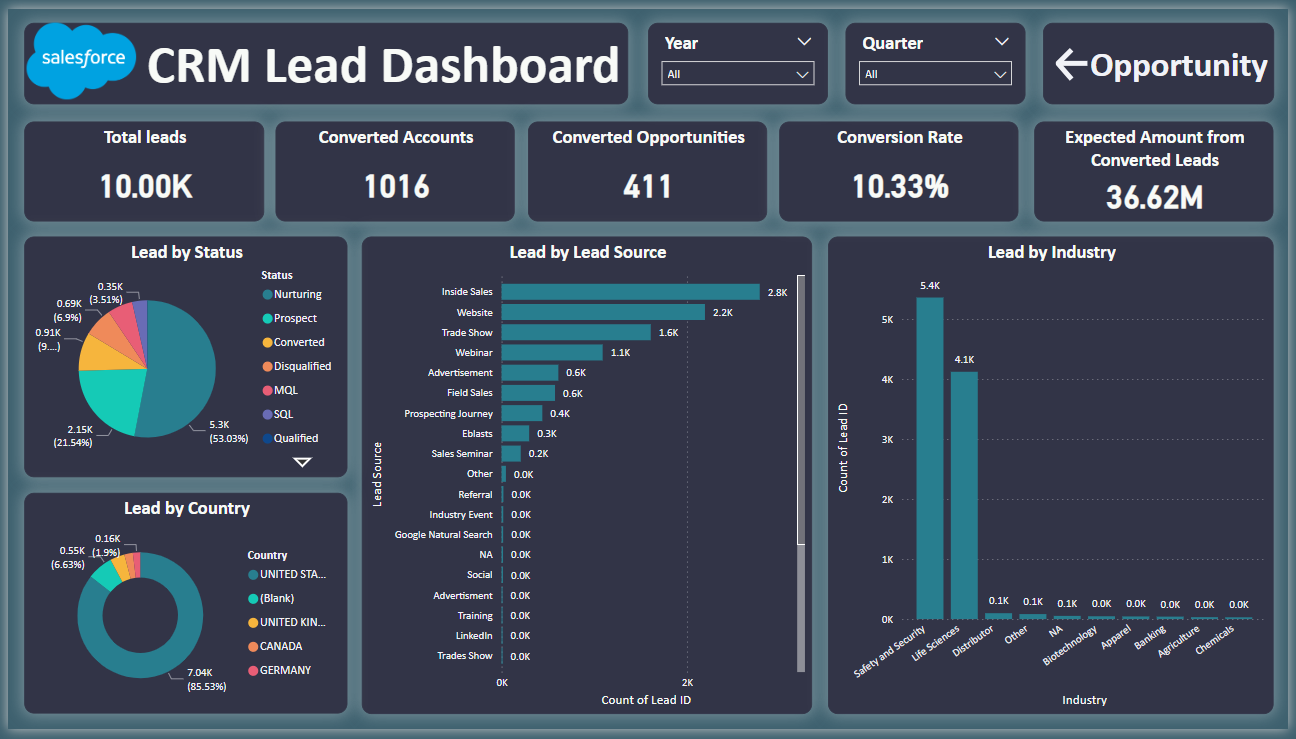 salesforce
CRM Lead Dashboard
Year
All
Quarter
All
Opportunity
Total leads
10.00K
Converted Accounts
1016
Converted Opportunities
411
Conversion Rate
10.33%
Expected Amount from
Converted Leads
36.62M
Lead by Status
0.35K
(3.51%)
0.69K
(6.9%)
0.91K
(9....)
2.15K
(21.54%)
5.3K
(53.03%)
Status
Nurturing
Prospect
Converted
Disqualified
MQL
SQL
Qualified
Lead by Country
0.16K
(1.9%)
0.55K
(6.63%)
7.04K
(85.53%)
Country
UNITED STA...
(Blank)
UNITED KIN...
CANADA
GERMANY
Lead by Lead Source
Lead Source
Inside Sales 2.8K
Website 2.2K
Trade Show 1.6K
Webinar 1.1K
Advertisement 0.6K
Field Sales 0.6K
Prospecting Journey 0.4K
Eblasts 0.3K
Sales Seminar 0.2K
Other 0.0K
Referral 0.0K
Industry Event 0.0K
Google Natural Search 0.0K
NA 0.0K
Social 0.0K
Advertisment 0.0K
Training 0.0K
LinkedIn 0.0K
Trades Show 0.0K
0K 2K
Count of Lead ID
Lead by Industry
Count of Lead ID
5K
4K
3K
2K
1K
0K
5.4K
4.1K
0.1K
0.1K
0.1K
0.0K
0.0K
0.0K
0.0K
0.0K
Safety and Security
Life Sciences
Distributor
Other
NA
Biotechnology
Apparel
Banking
Agriculture
Chemicals
Industry